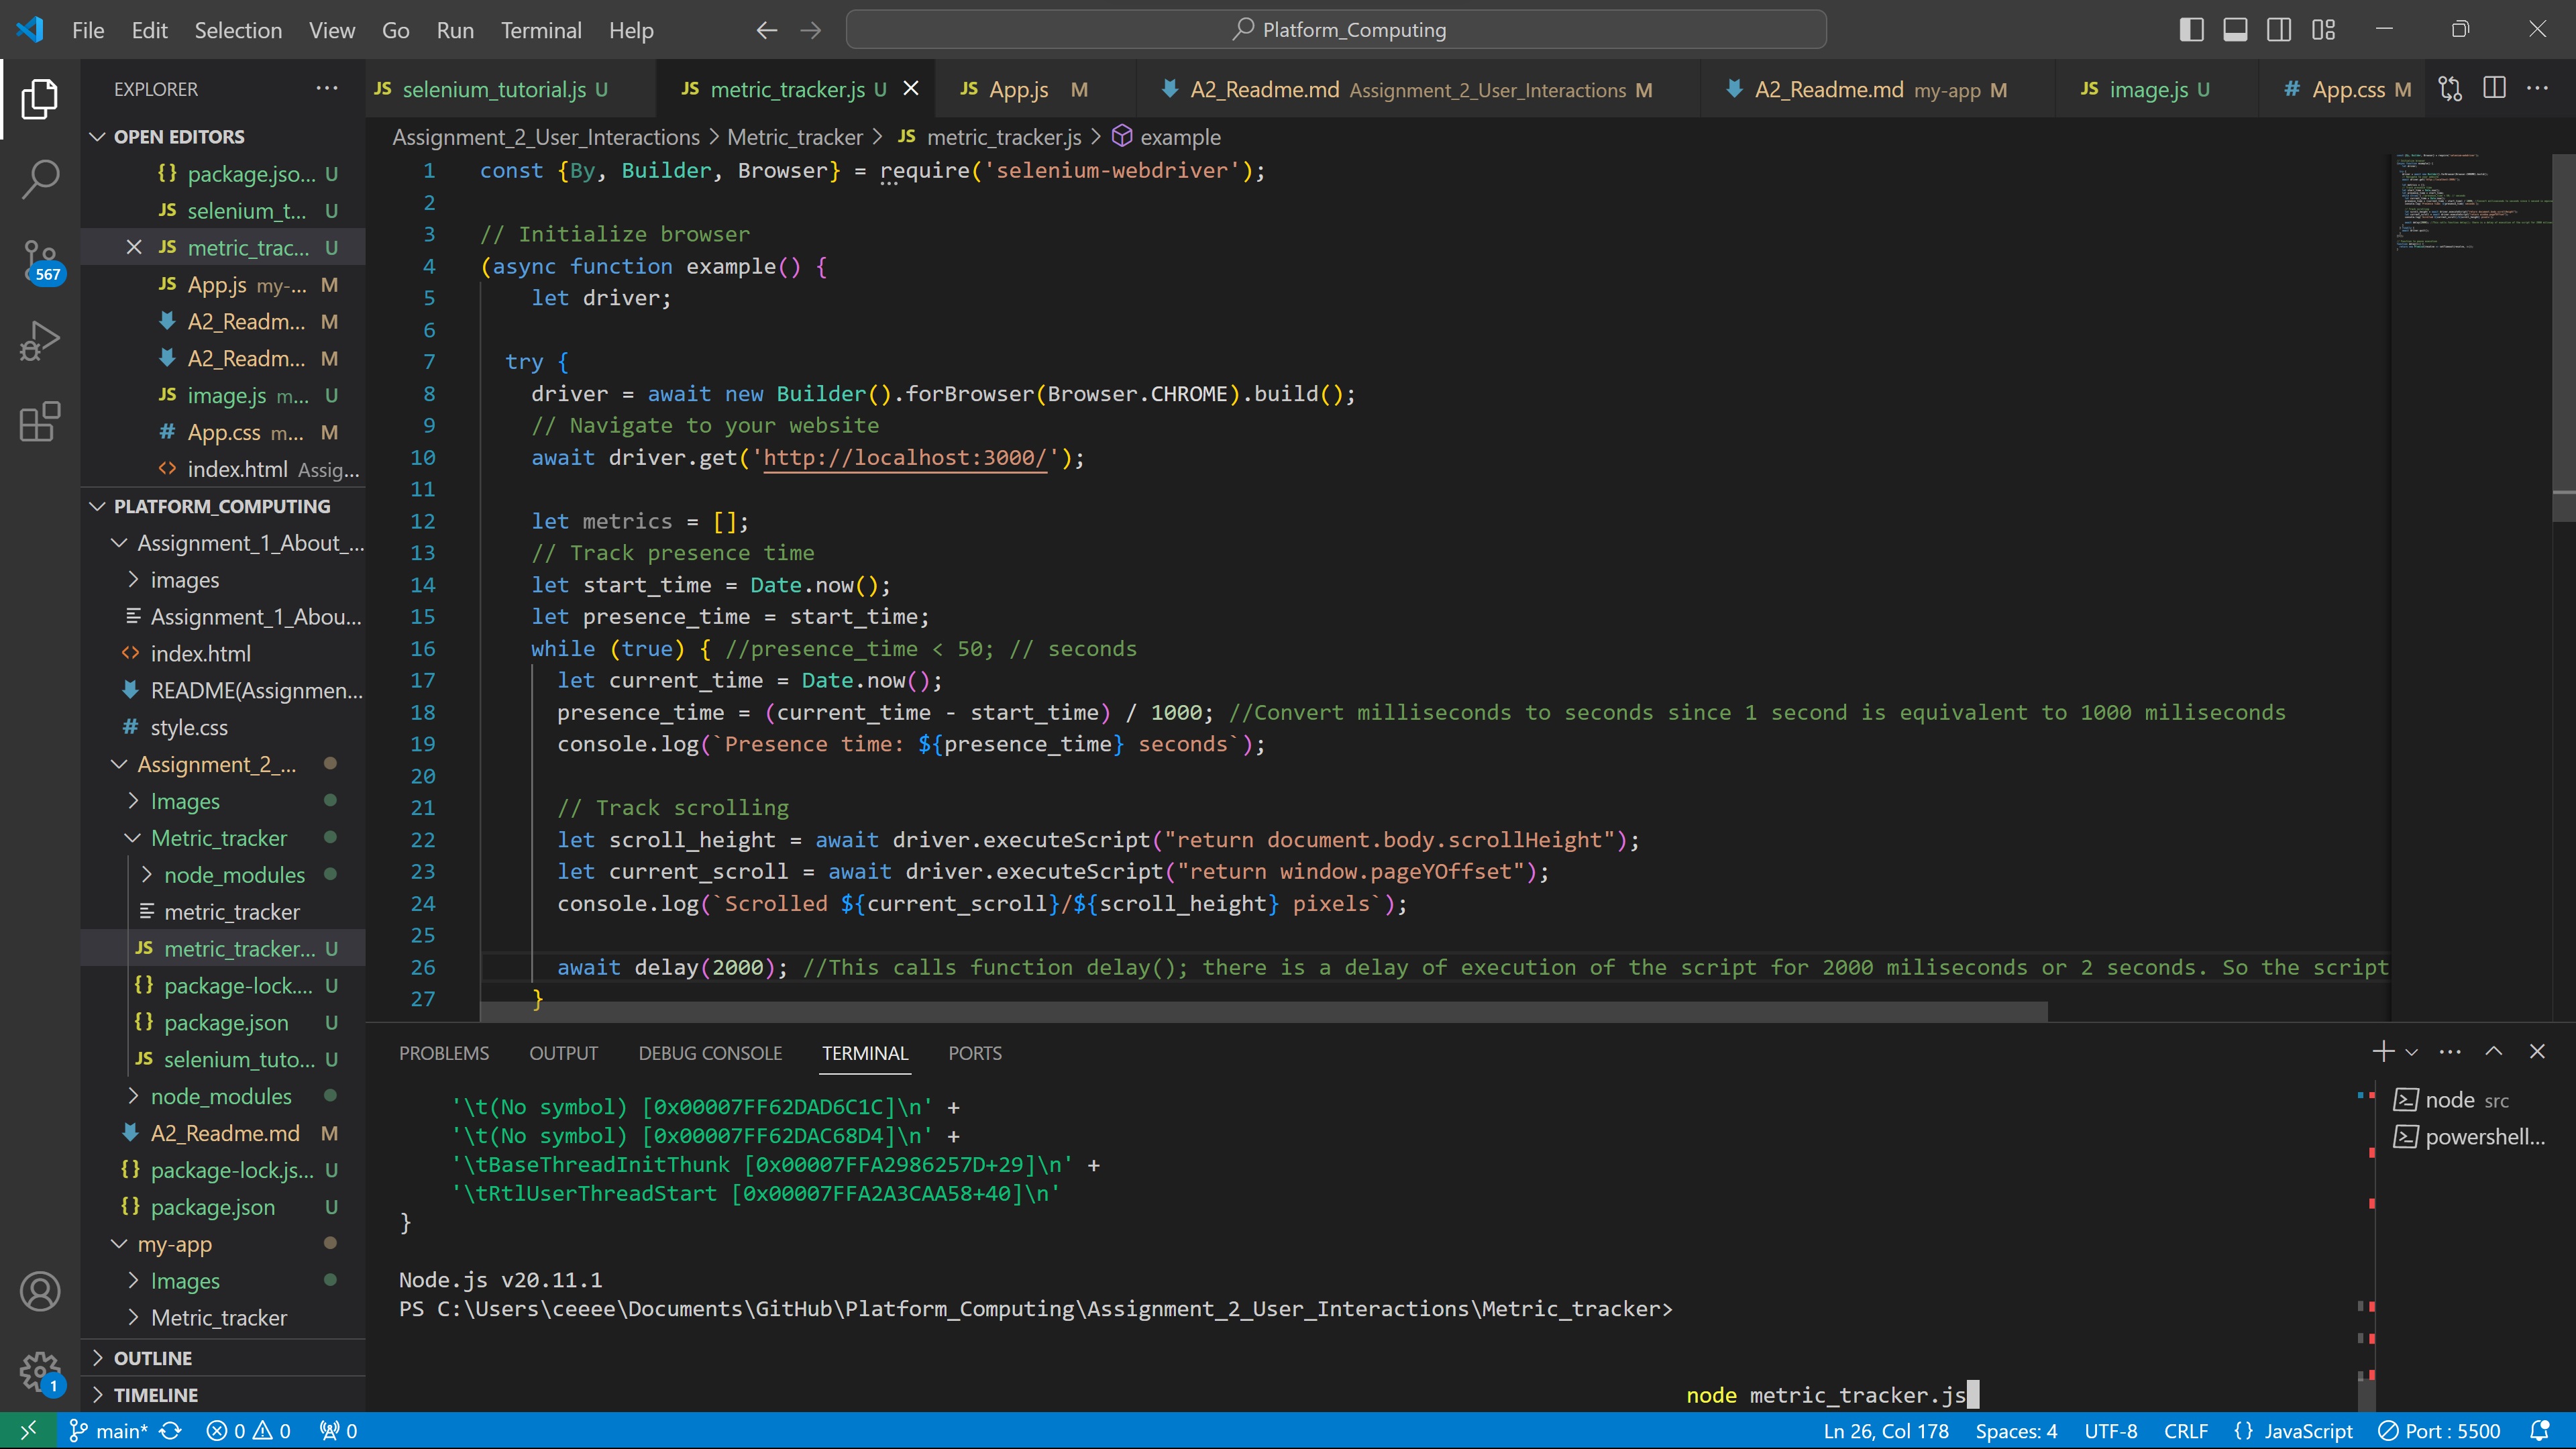 File Edit Selection View Go Run Terminal Help
Platform_Computing
EXPLORER
selenium_tutorial.js U
metric_tracker.js U
App.js M
A2_Readme.md Assignment_2_User_Interactions M
A2_Readme.md my-app M
image.js U
App.css M
Assignment_2_User_Interactions > Metric_tracker > JS metric_tracker.js > example
OPEN EDITORS
{} package.jso... U
JS selenium_t... U
JS metric_trac... U
JS App.js my-... M
A2_Readm... M
A2_Readm... M
JS image.js m... U
# App.css m... M
<> index.html Assig...
567
PLATFORM_COMPUTING
Assignment_1_About_...
images
Assignment_1_Abou...
<> index.html
README(Assignmen...
# style.css
Assignment_2_...
Images
Metric_tracker
node_modules
metric_tracker
JS metric_tracker... U
{} package-lock.... U
{} package.json U
JS selenium_tuto... U
node_modules
A2_Readme.md M
{} package-lock.js... U
{} package.json U
my-app
Images
Metric_tracker
OUTLINE
TIMELINE
1
1 const {By, Builder, Browser} = require('selenium-webdriver');
2
3 // Initialize browser
4 (async function example() {
5 let driver;
6
7 try {
8 driver = await new Builder().forBrowser(Browser.CHROME).build();
9 // Navigate to your website
10 await driver.get('http://localhost:3000/');
11
12 let metrics = [];
13 // Track presence time
14 let start_time = Date.now();
15 let presence_time = start_time;
16 while (true) { //presence_time < 50; // seconds
17 let current_time = Date.now();
18 presence_time = (current_time - start_time) / 1000; //Convert milliseconds to seconds since 1 second is equivalent to 1000 miliseconds
19 console.log(`Presence time: ${presence_time} seconds`);
20
21 // Track scrolling
22 let scroll_height = await driver.executeScript("return document.body.scrollHeight");
23 let current_scroll = await driver.executeScript("return window.pageYOffset");
24 console.log(`Scrolled ${current_scroll}/${scroll_height} pixels`);
25
26 await delay(2000); //This calls function delay(); there is a delay of execution of the script for 2000 miliseconds or 2 seconds. So the script
27 }
PROBLEMS OUTPUT DEBUG CONSOLE TERMINAL PORTS
'\t(No symbol) [0x00007FF62DAD6C1C]\n' +
'\t(No symbol) [0x00007FF62DAC68D4]\n' +
'\tBaseThreadInitThunk [0x00007FFA2986257D+29]\n' +
'\tRtlUserThreadStart [0x00007FFA2A3CAA58+40]\n'
}
Node.js v20.11.1
PS C:\Users\ceeee\Documents\GitHub\Platform_Computing\Assignment_2_User_Interactions\Metric_tracker>
node metric_tracker.js
node src
powershell...
main* 0 0 0 Ln 26, Col 178 Spaces: 4 UTF-8 CRLF {} JavaScript Port : 5500